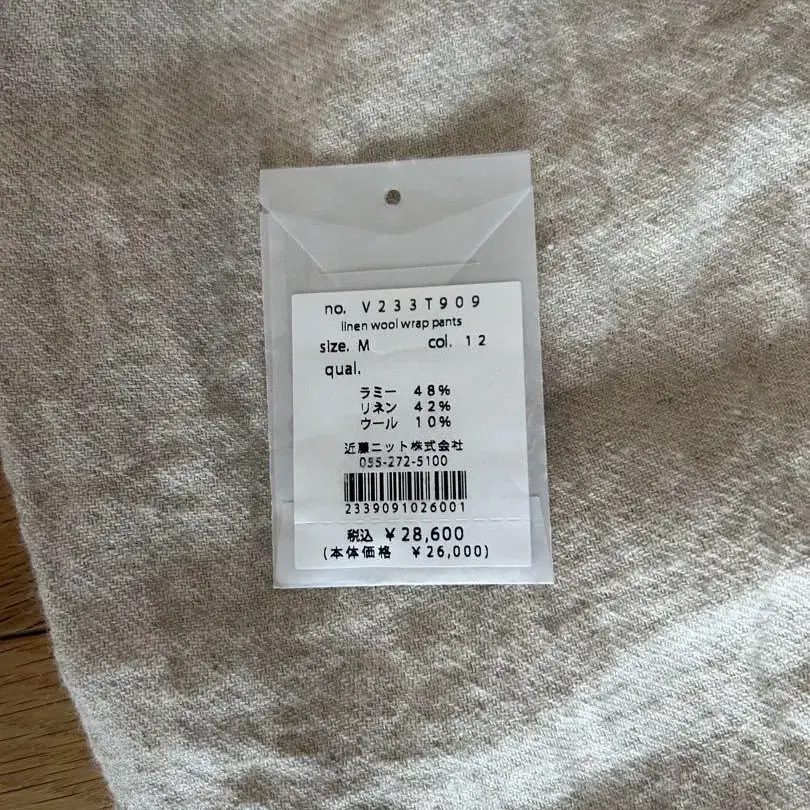 no. V233T909
linen wool wrap pants
size. M col. 12
qual.
ラミー 48%
リネン 42%
ウール 10%
近藤ニット株式会社
055-272-5100
2339091026001
税込 ¥28,600
(本体価格 ¥26,000)